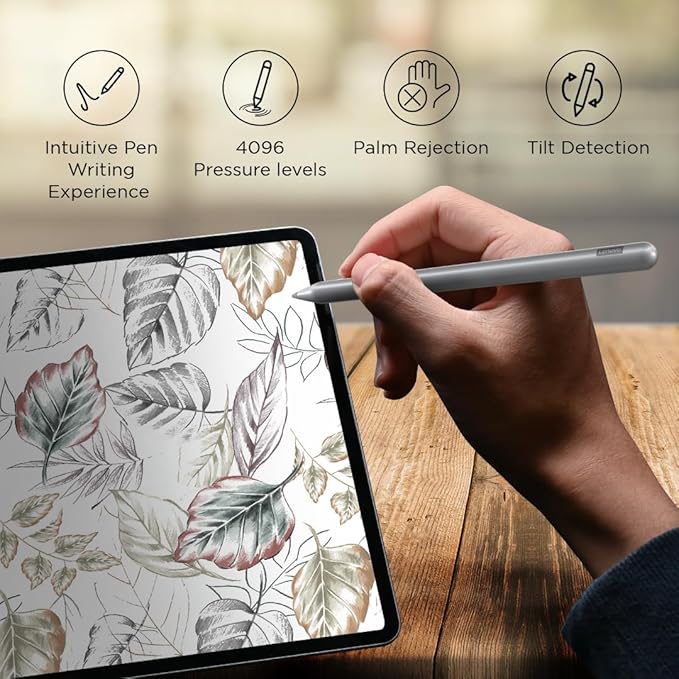 Intuitive Pen
Writing
Experience
4096
Pressure levels
Palm Rejection
Tilt Detection